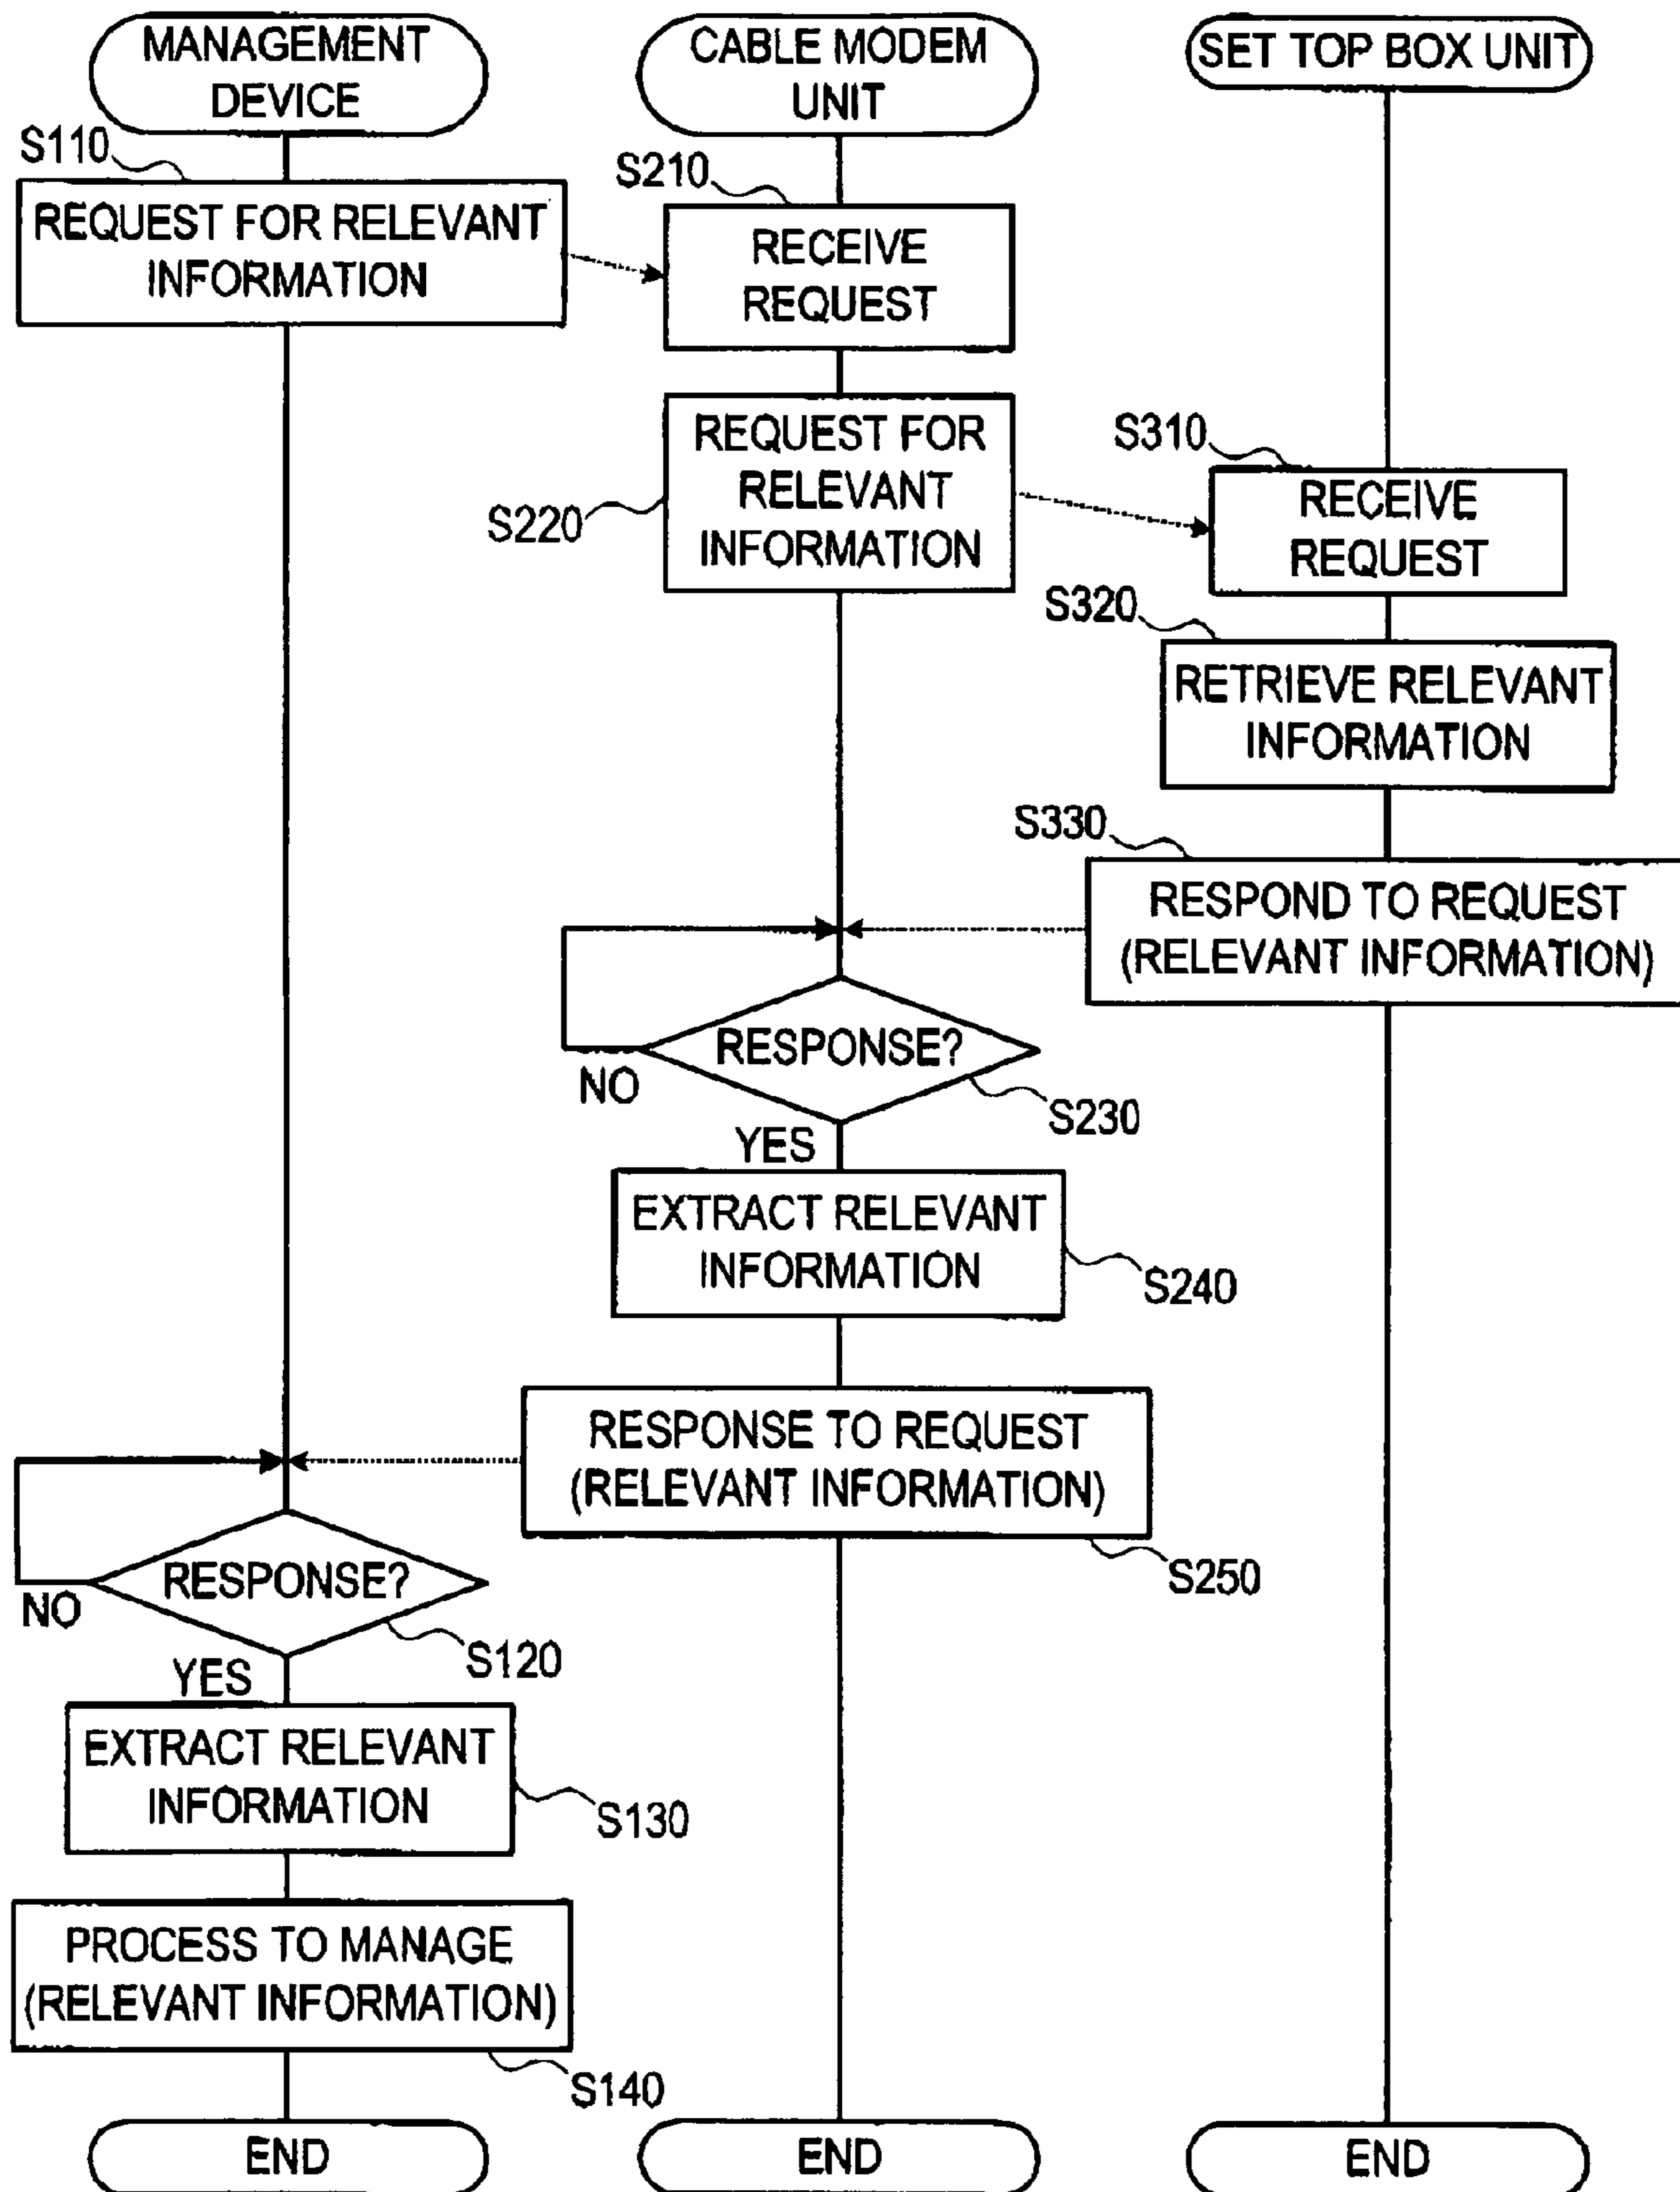 MANAGEMENT
DEVICE
CABLE MODEM
UNIT
SET TOP BOX UNIT
S110
REQUEST FOR RELEVANT
INFORMATION
S210
RECEIVE
REQUEST
S220
REQUEST FOR
RELEVANT
INFORMATION
S310
RECEIVE
REQUEST
S320
RETRIEVE RELEVANT
INFORMATION
S330
RESPOND TO REQUEST
(RELEVANT INFORMATION)
RESPONSE?
NO
S230
YES
EXTRACT RELEVANT
INFORMATION
S240
RESPONSE TO REQUEST
(RELEVANT INFORMATION)
S250
RESPONSE?
NO
S120
YES
EXTRACT RELEVANT
INFORMATION
S130
PROCESS TO MANAGE
(RELEVANT INFORMATION)
S140
END
END
END